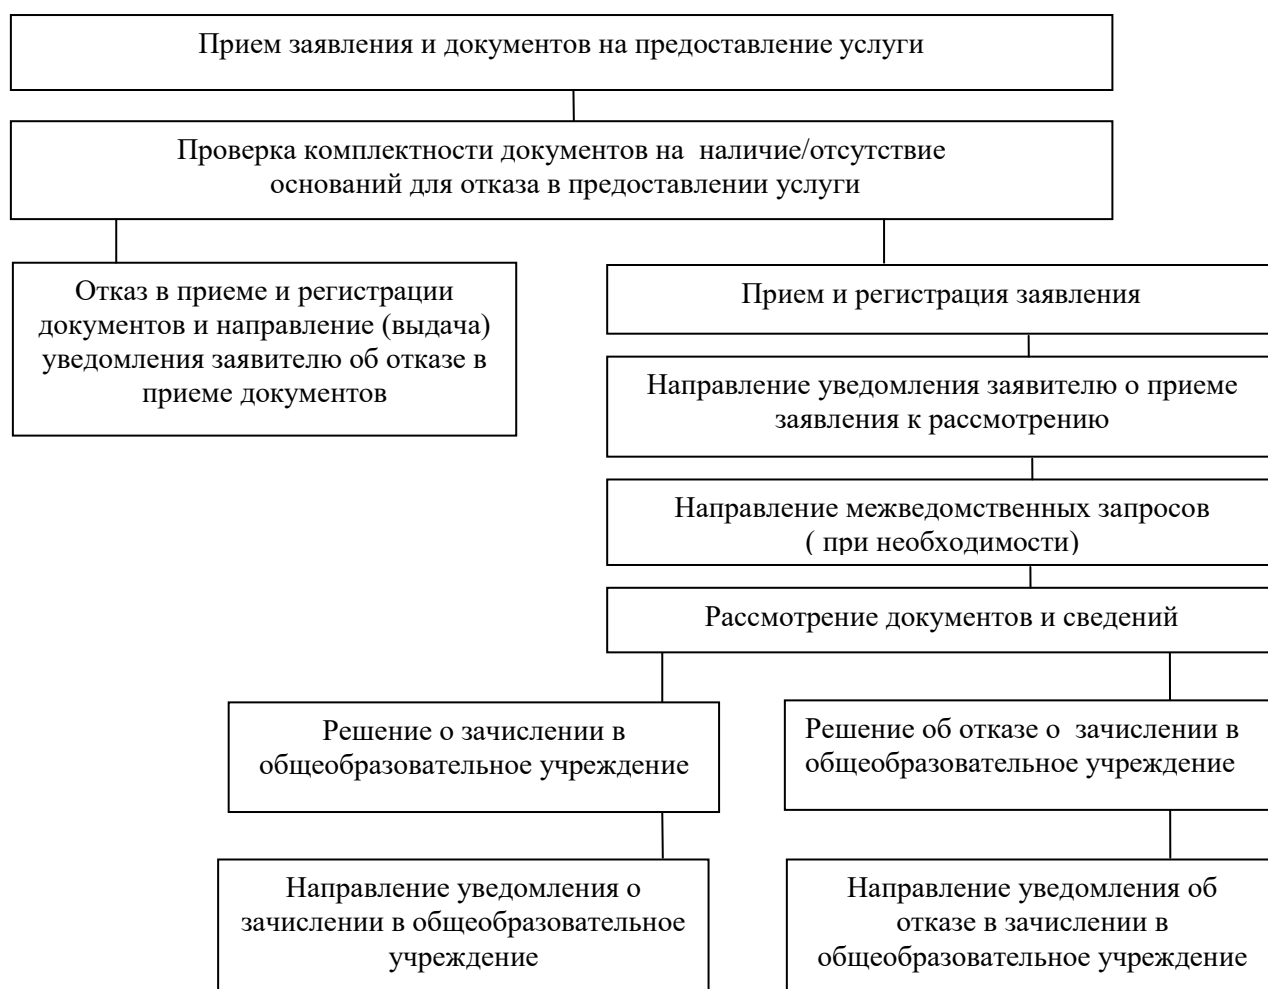 Прием заявления и документов на предоставление услуги
Проверка комплектности документов на наличие/отсутствие
оснований для отказа в предоставлении услуги
Отказ в приеме и регистрации
документов и направление (выдача)
уведомления заявителю об отказе в
приеме документов
Прием и регистрация заявления
Направление уведомления заявителю о приеме
заявления к рассмотрению
Направление межведомственных запросов
( при необходимости)
Рассмотрение документов и сведений
Решение о зачислении в
общеобразовательное учреждение
Решение об отказе о зачислении в
общеобразовательное учреждение
Направление уведомления о
зачислении в общеобразовательное
учреждение
Направление уведомления об
отказе в зачислении в
общеобразовательное учреждение